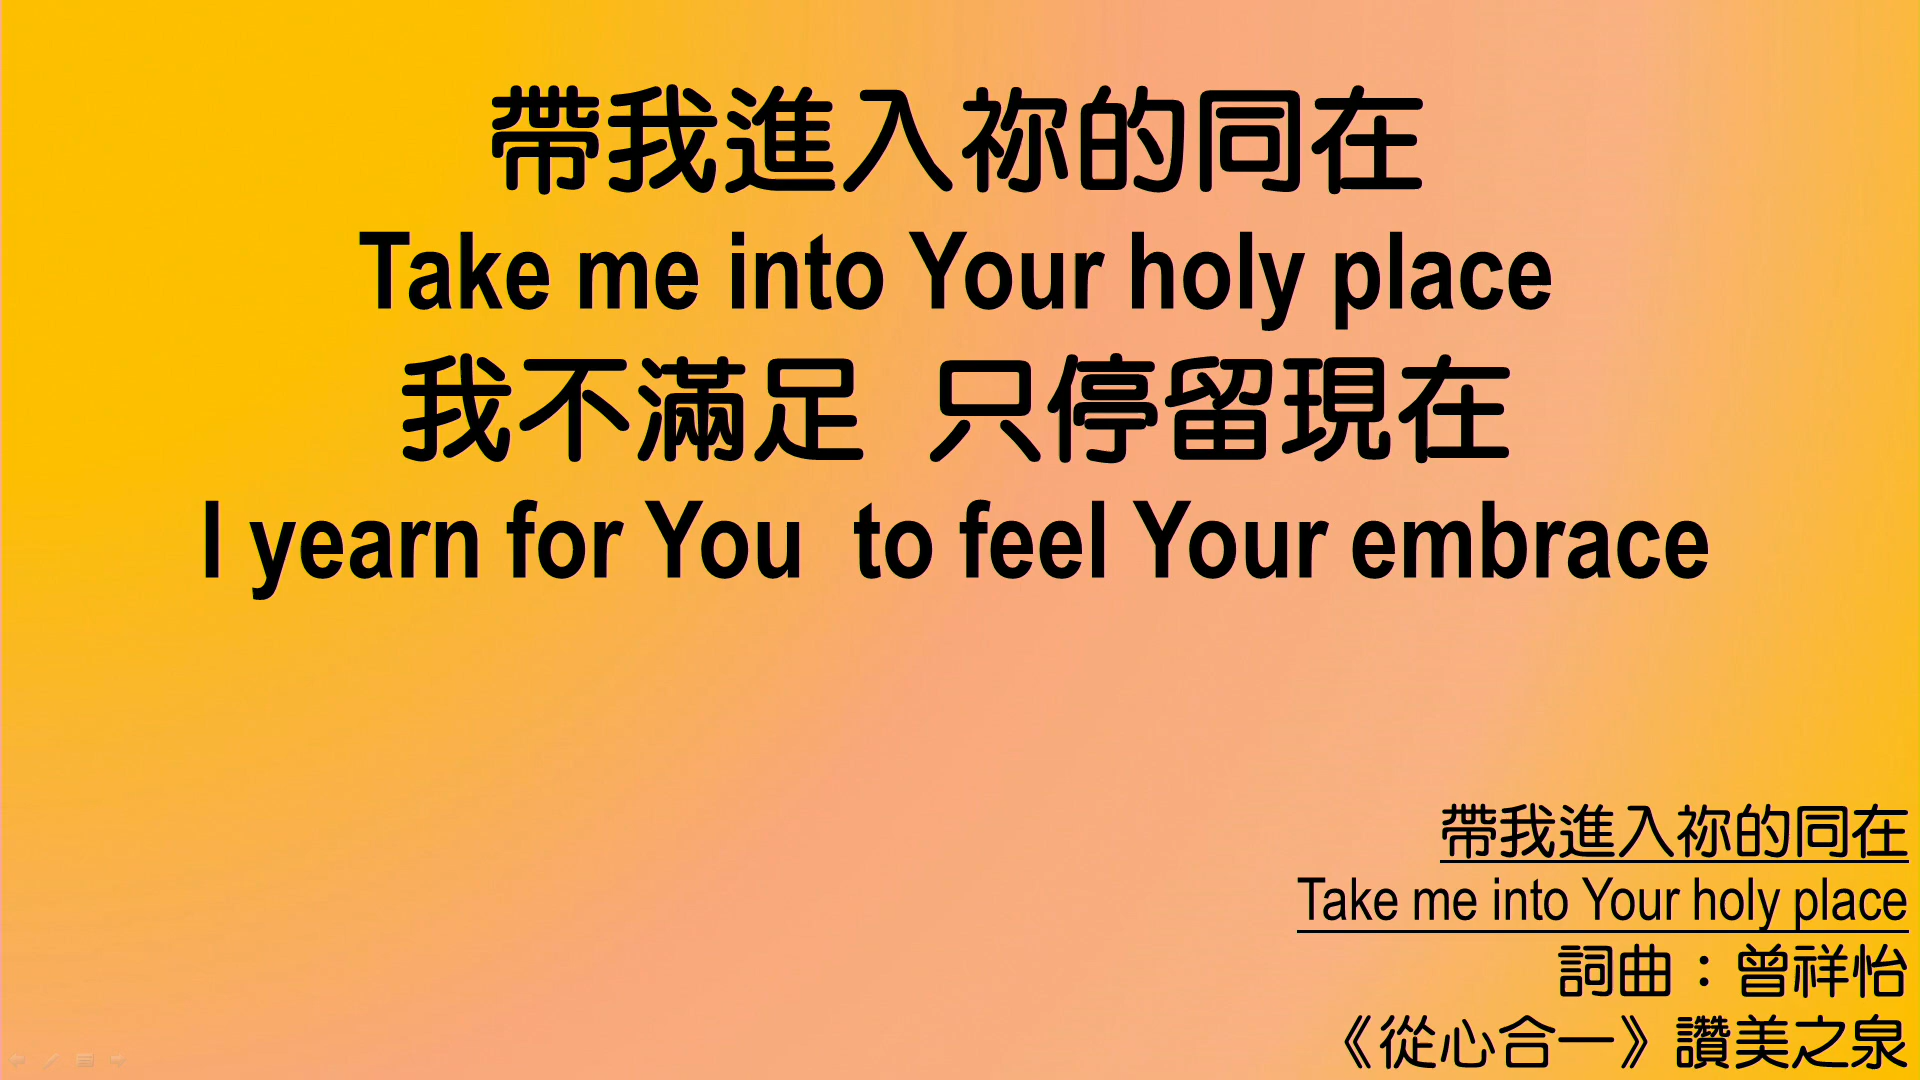 帶我進入祢的同在
Take me into Your holy place
我不滿足 只停留現在
I yearn for You  to feel Your embrace
帶我進入祢的同在
Take me into Your holy place
詞曲：曾祥怡
《從心合一》讚美之泉